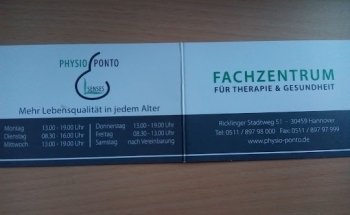 PHYSIO PONTO
5 SENSES
Mehr Lebensqualität in jedem Alter
Montag 13.00 - 19.00 Uhr
Dienstag 08.30 - 16.00 Uhr
Mittwoch 13.00 - 19.00 Uhr
Donnerstag 13.00 - 19.00 Uhr
Freitag 08.30 - 13.00 Uhr
Samstag nach Vereinbarung
FACHZENTRUM
FÜR THERAPIE & GESUNDHEIT
Ricklinger Stadtweg 51 · 30459 Hannover
Tel: 0511 / 897 98 000 Fax: 0511 / 897 97 999
www.physio-ponto.de